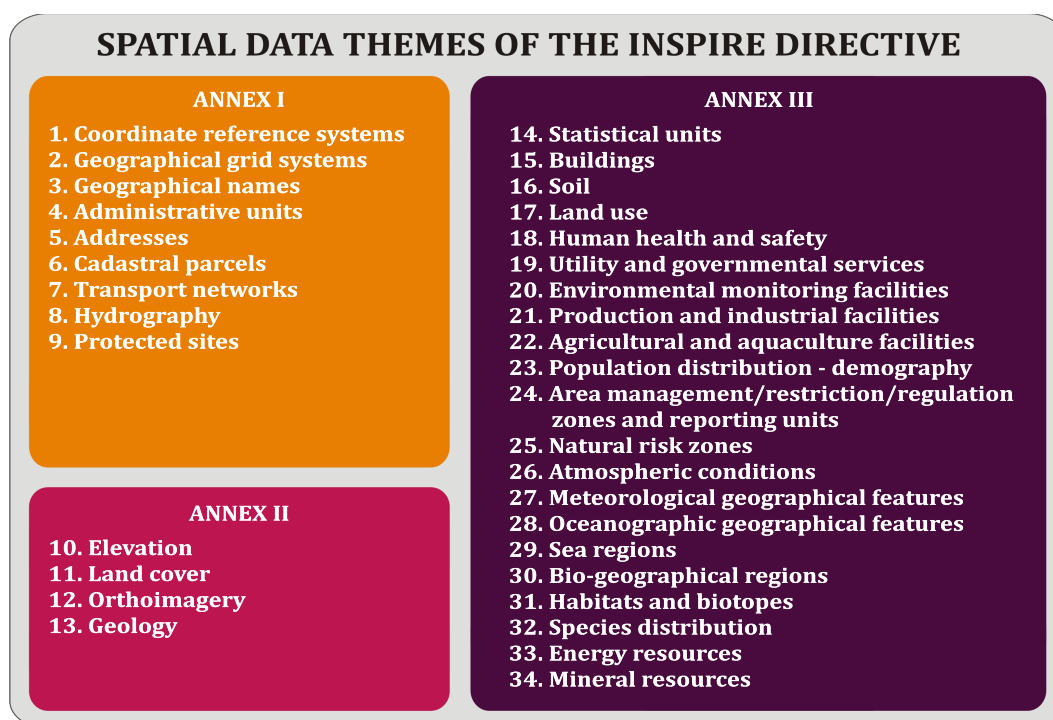 SPATIAL DATA THEMES OF THE INSPIRE DIRECTIVE
ANNEX I
1. Coordinate reference systems
2. Geographical grid systems
3. Geographical names
4. Administrative units
5. Addresses
6. Cadastral parcels
7. Transport networks
8. Hydrography
9. Protected sites
ANNEX II
10. Elevation
11. Land cover
12. Orthoimagery
13. Geology
ANNEX III
14. Statistical units
15. Buildings
16. Soil
17. Land use
18. Human health and safety
19. Utility and governmental services
20. Environmental monitoring facilities
21. Production and industrial facilities
22. Agricultural and aquaculture facilities
23. Population distribution - demography
24. Area management/restriction/regulation
zones and reporting units
25. Natural risk zones
26. Atmospheric conditions
27. Meteorological geographical features
28. Oceanographic geographical features
29. Sea regions
30. Bio-geographical regions
31. Habitats and biotopes
32. Species distribution
33. Energy resources
34. Mineral resources